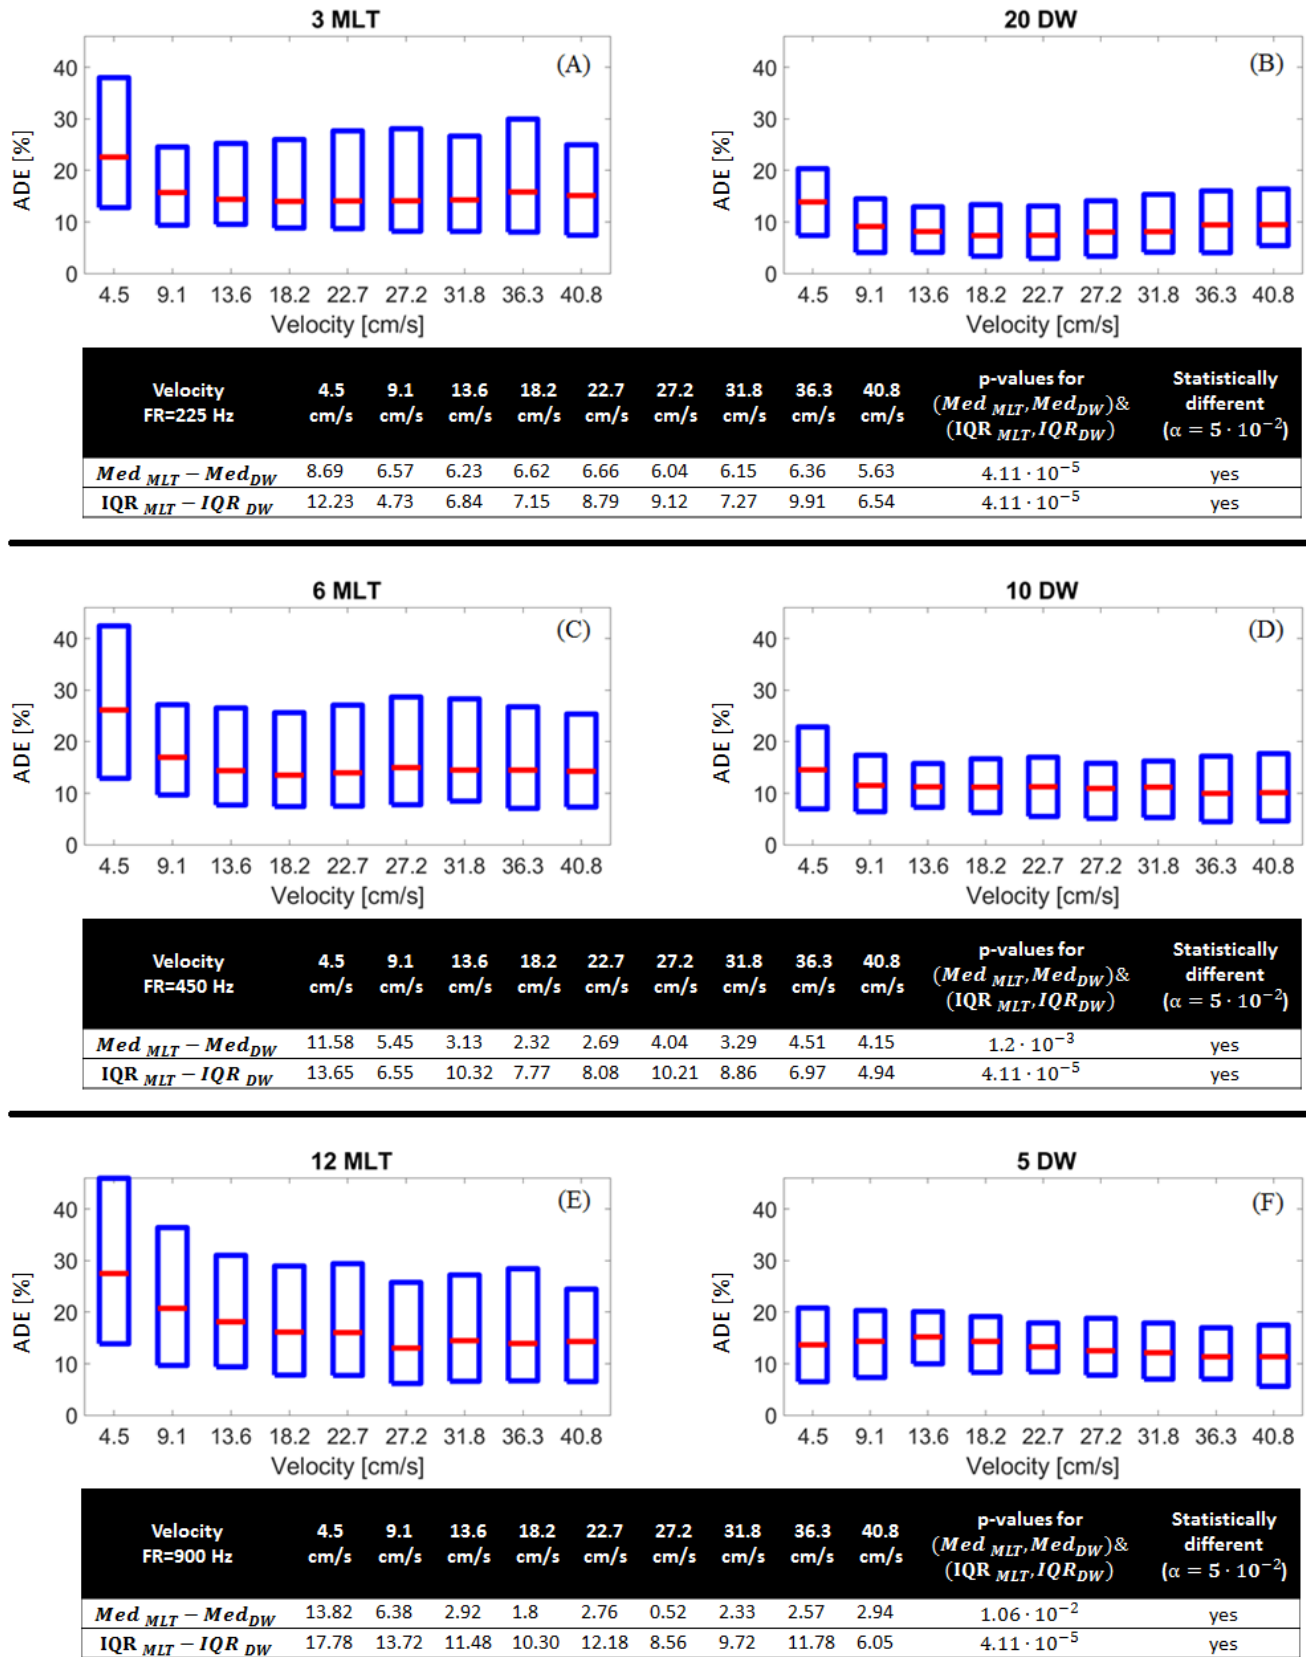 3 MLT
(A)
40
30
20
10
0
ADE [%]
4.5 9.1 13.6 18.2 22.7 27.2 31.8 36.3 40.8
Velocity [cm/s]
20 DW
(B)
40
30
20
10
0
ADE [%]
4.5 9.1 13.6 18.2 22.7 27.2 31.8 36.3 40.8
Velocity [cm/s]
Velocity FR=225 Hz 4.5 cm/s 9.1 cm/s 13.6 cm/s 18.2 cm/s 22.7 cm/s 27.2 cm/s 31.8 cm/s 36.3 cm/s 40.8 cm/s p-values for (Med MLT, Med DW)& (IQR MLT, IQR DW) Statistically different (α = 5 · 10⁻²)
Med MLT − Med DW 8.69 6.57 6.23 6.62 6.66 6.04 6.15 6.36 5.63 4.11 · 10⁻⁵ yes
IQR MLT − IQR DW 12.23 4.73 6.84 7.15 8.79 9.12 7.27 9.91 6.54 4.11 · 10⁻⁵ yes
6 MLT
(C)
40
30
20
10
0
ADE [%]
4.5 9.1 13.6 18.2 22.7 27.2 31.8 36.3 40.8
Velocity [cm/s]
10 DW
(D)
40
30
20
10
0
ADE [%]
4.5 9.1 13.6 18.2 22.7 27.2 31.8 36.3 40.8
Velocity [cm/s]
Velocity FR=450 Hz 4.5 cm/s 9.1 cm/s 13.6 cm/s 18.2 cm/s 22.7 cm/s 27.2 cm/s 31.8 cm/s 36.3 cm/s 40.8 cm/s p-values for (Med MLT, Med DW)& (IQR MLT, IQR DW) Statistically different (α = 5 · 10⁻²)
Med MLT − Med DW 11.58 5.45 3.13 2.32 2.69 4.04 3.29 4.51 4.15 1.2 · 10⁻³ yes
IQR MLT − IQR DW 13.65 6.55 10.32 7.77 8.08 10.21 8.86 6.97 4.94 4.11 · 10⁻⁵ yes
12 MLT
(E)
40
30
20
10
0
ADE [%]
4.5 9.1 13.6 18.2 22.7 27.2 31.8 36.3 40.8
Velocity [cm/s]
5 DW
(F)
40
30
20
10
0
ADE [%]
4.5 9.1 13.6 18.2 22.7 27.2 31.8 36.3 40.8
Velocity [cm/s]
Velocity FR=900 Hz 4.5 cm/s 9.1 cm/s 13.6 cm/s 18.2 cm/s 22.7 cm/s 27.2 cm/s 31.8 cm/s 36.3 cm/s 40.8 cm/s p-values for (Med MLT, Med DW)& (IQR MLT, IQR DW) Statistically different (α = 5 · 10⁻²)
Med MLT − Med DW 13.82 6.38 2.92 1.8 2.76 0.52 2.33 2.57 2.94 1.06 · 10⁻² yes
IQR MLT − IQR DW 17.78 13.72 11.48 10.30 12.18 8.56 9.72 11.78 6.05 4.11 · 10⁻⁵ yes